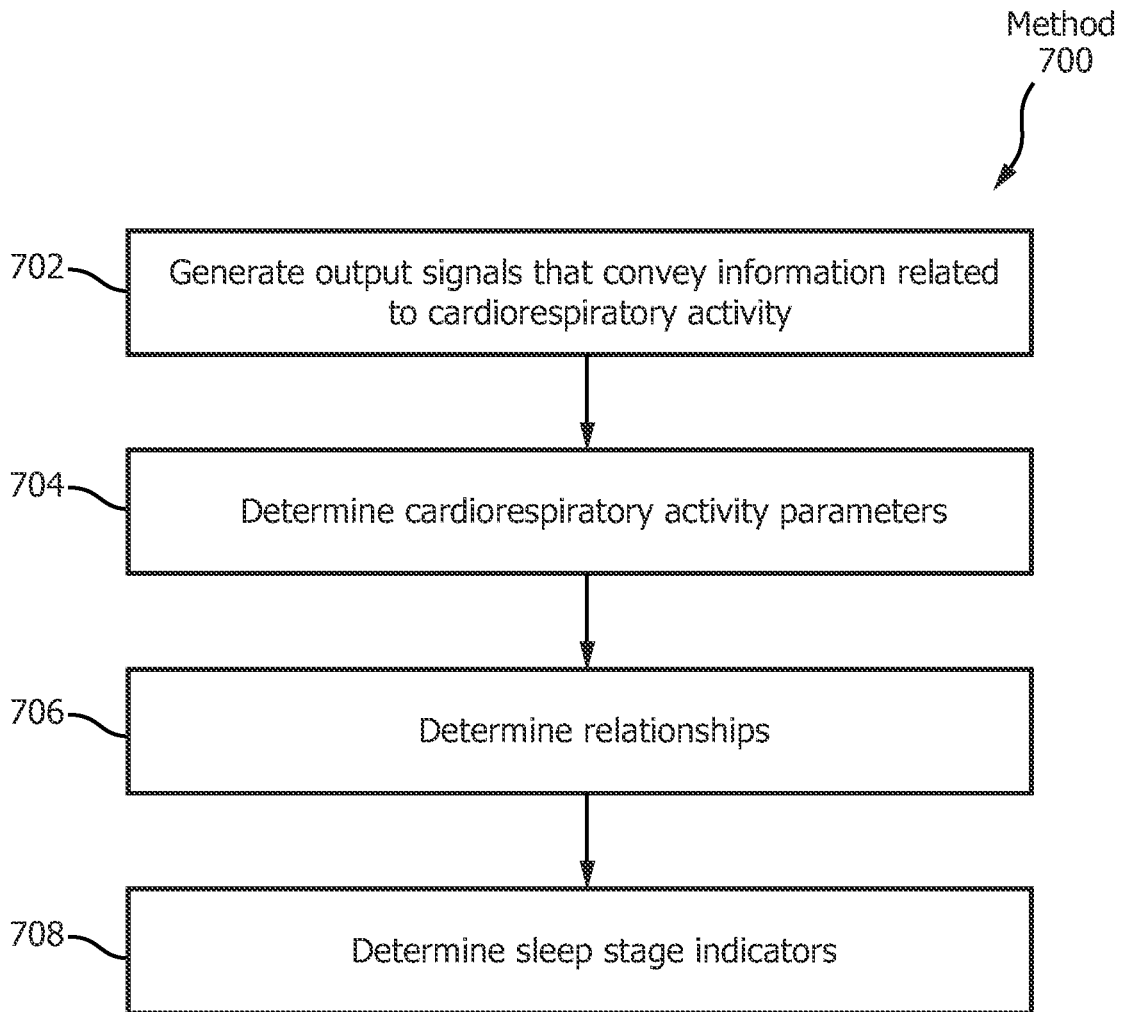 Method
700
702
Generate output signals that convey information related
to cardiorespiratory activity
704
Determine cardiorespiratory activity parameters
706
Determine relationships
708
Determine sleep stage indicators